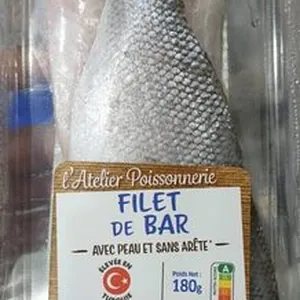 l'Atelier Poissonnerie
FILET
DE BAR
AVEC PEAU ET SANS ARÊTE*
ÉLEVÉ EN
TURQUIE
Poids Net :
180g
A